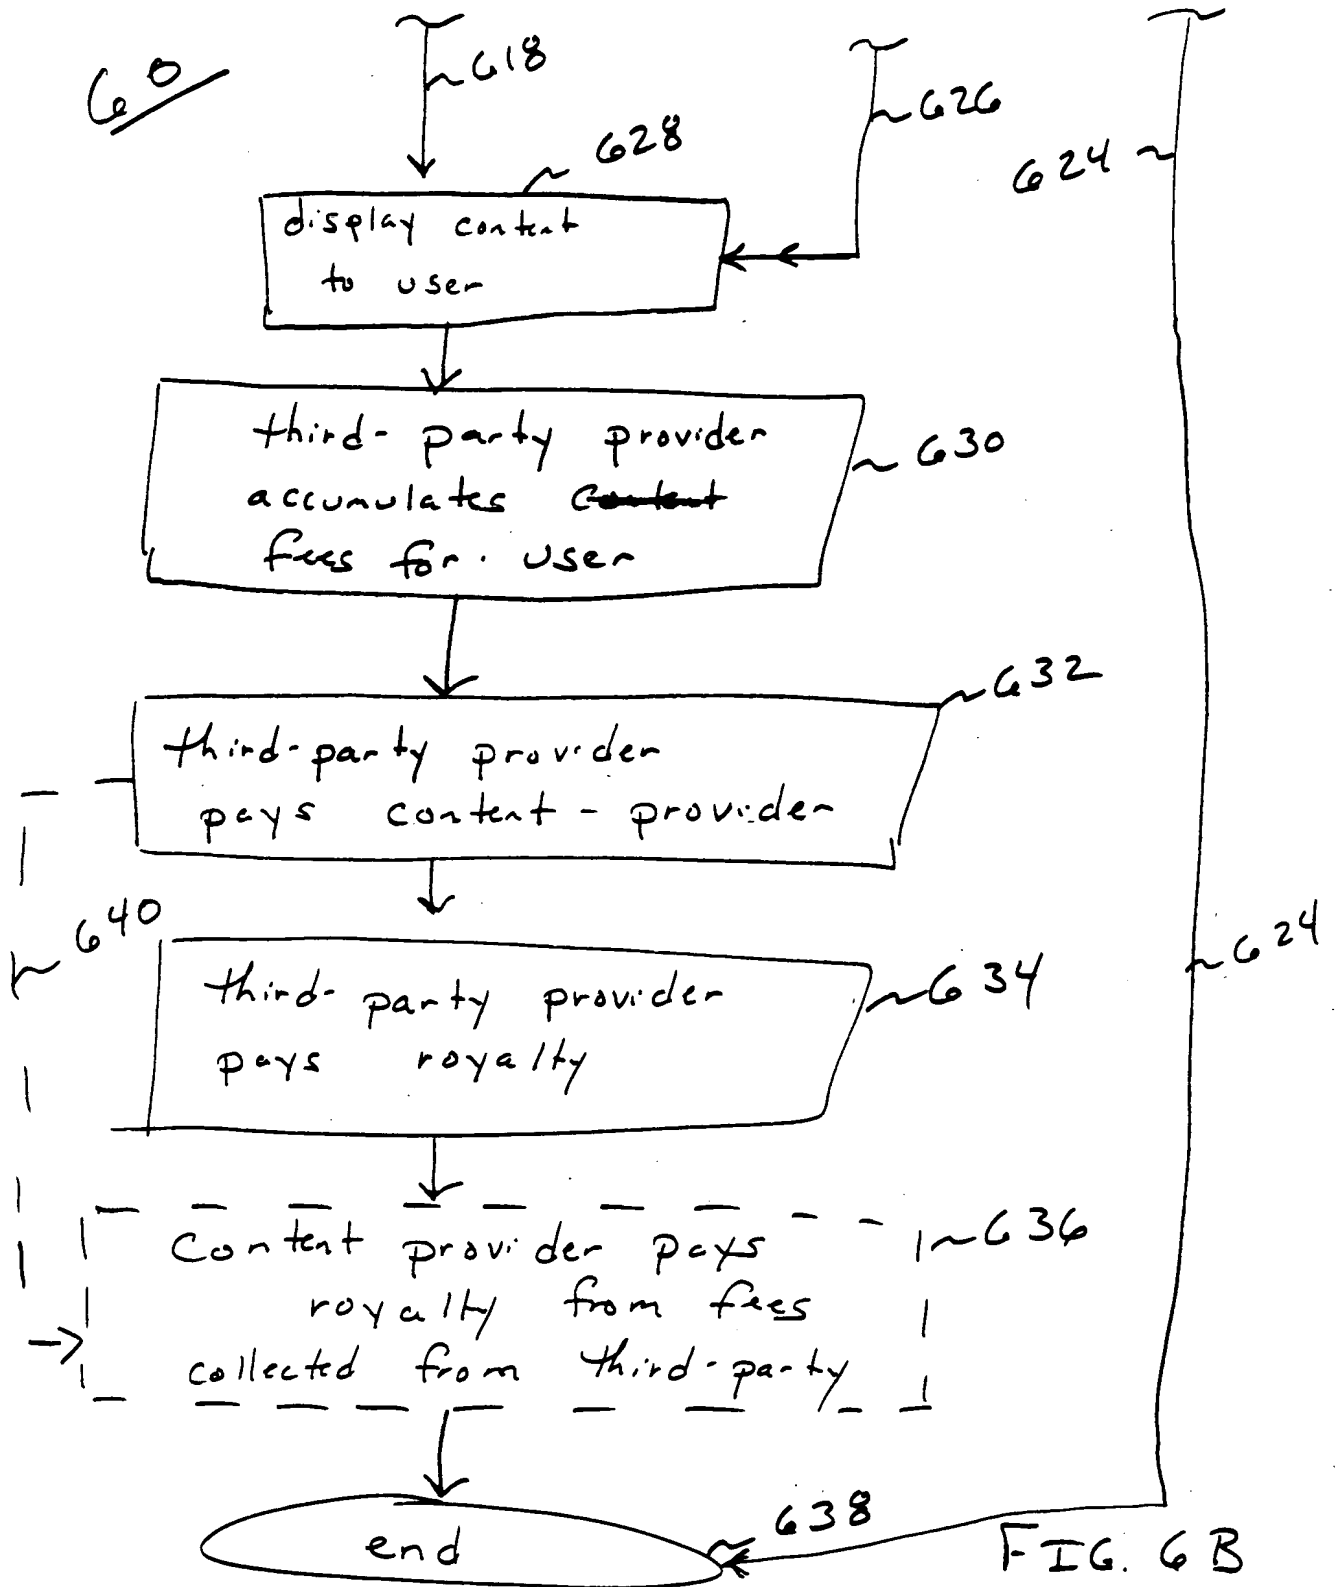 60
618
626
628
624
display content
to user
third-party provider
accumulates content
fees for user
630
632
third-party provider
pays content-provider
640
624
third-party provider
pays royalty
634
Content provider pays
royalty from fees
collected from third-party
636
end
638
FIG. 6B